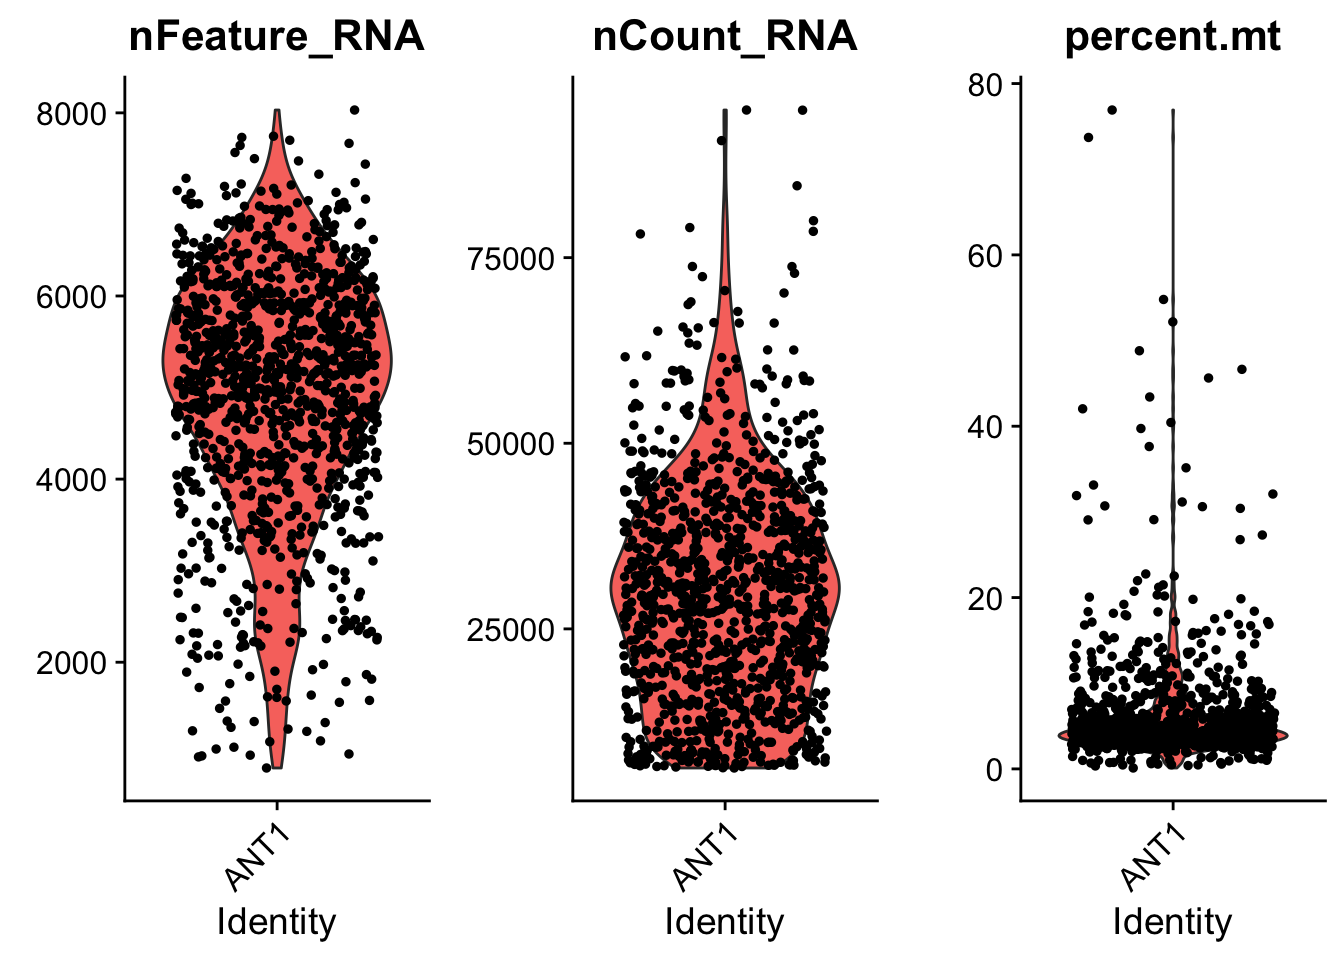 nFeature_RNA
8000
6000
4000
2000
ANT1
Identity
nCount_RNA
75000
50000
25000
ANT1
Identity
percent.mt
80
60
40
20
0
ANT1
Identity